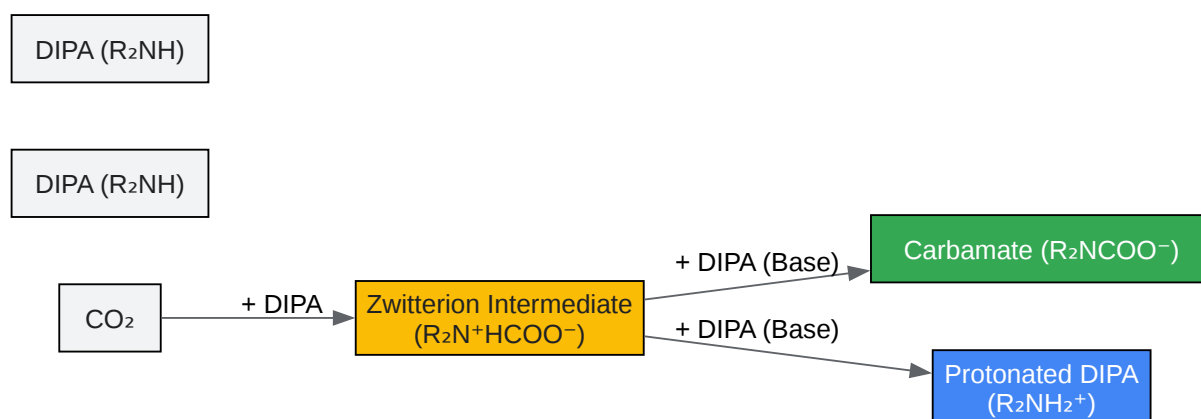 DIPA (R₂NH)
DIPA (R₂NH)
CO₂
+ DIPA
Zwitterion Intermediate
(R₂N⁺HCOO⁻)
+ DIPA (Base)
+ DIPA (Base)
Carbamate (R₂NCOO⁻)
Protonated DIPA
(R₂NH₂⁺)